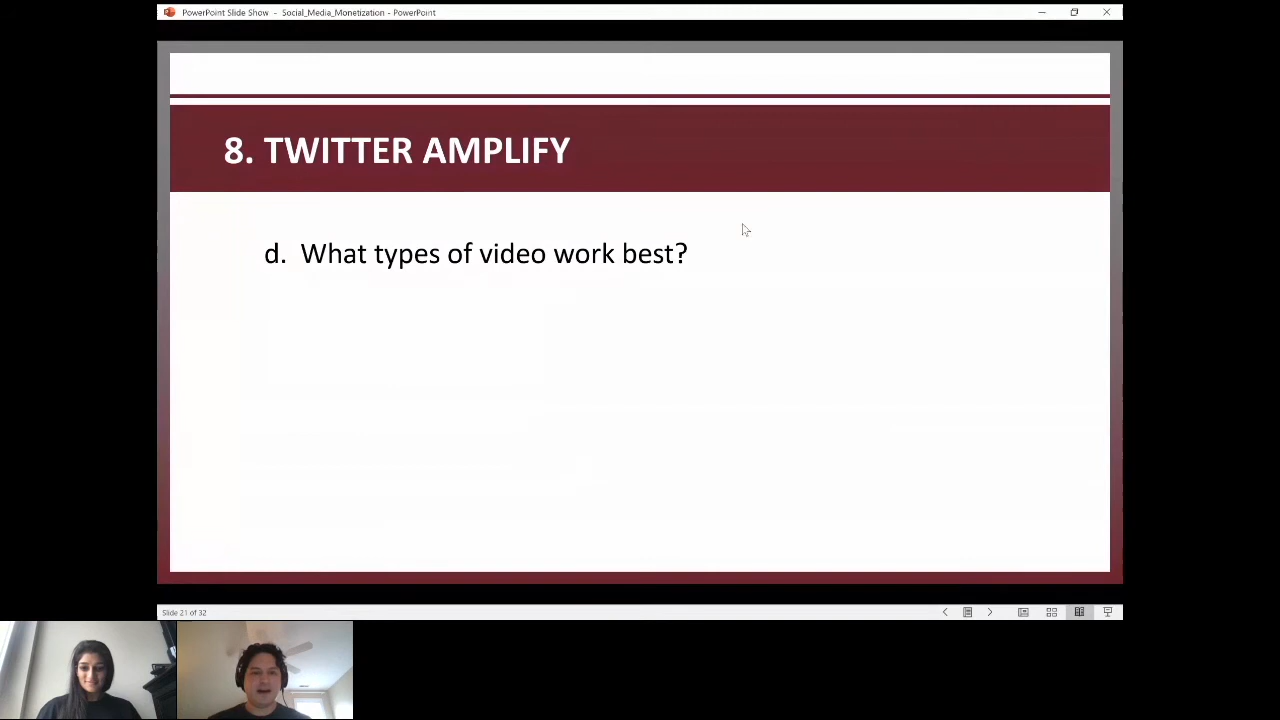 PowerPoint Slide Show - Social_Media_Monetization - PowerPoint
8. TWITTER AMPLIFY
d. What types of video work best?
Slide 21 of 32